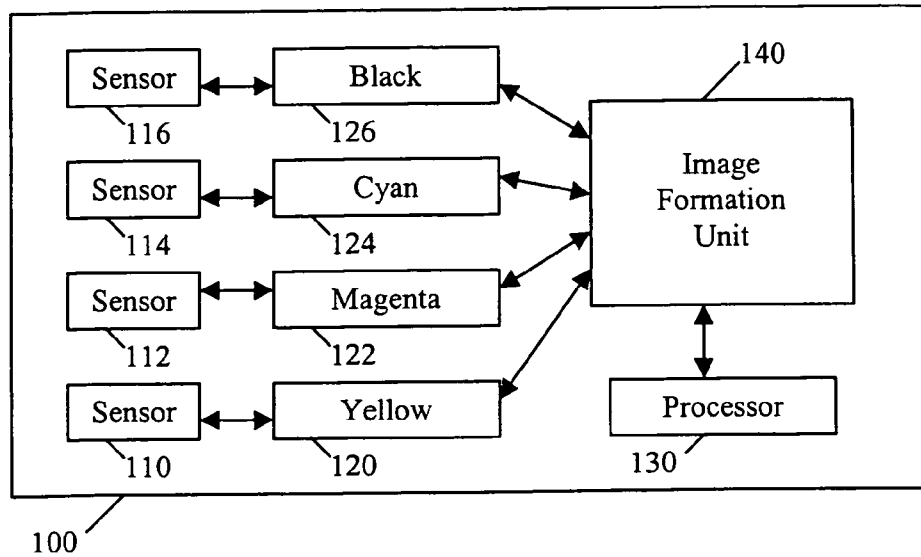 Sensor
116
Black
126
140
Image
Formation
Unit
Sensor
114
Cyan
124
Sensor
112
Magenta
122
Sensor
110
Yellow
120
Processor
130
100